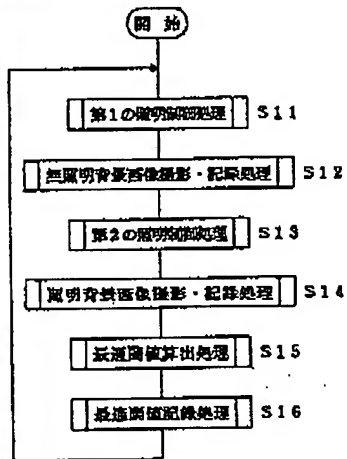 開始
第1の照明制御処理 S11
無照明背景画像撮影・記録処理 S12
第2の照明制御処理 S13
照明背景画像撮影・記録処理 S14
最適閾値算出処理 S15
最適閾値記録処理 S16